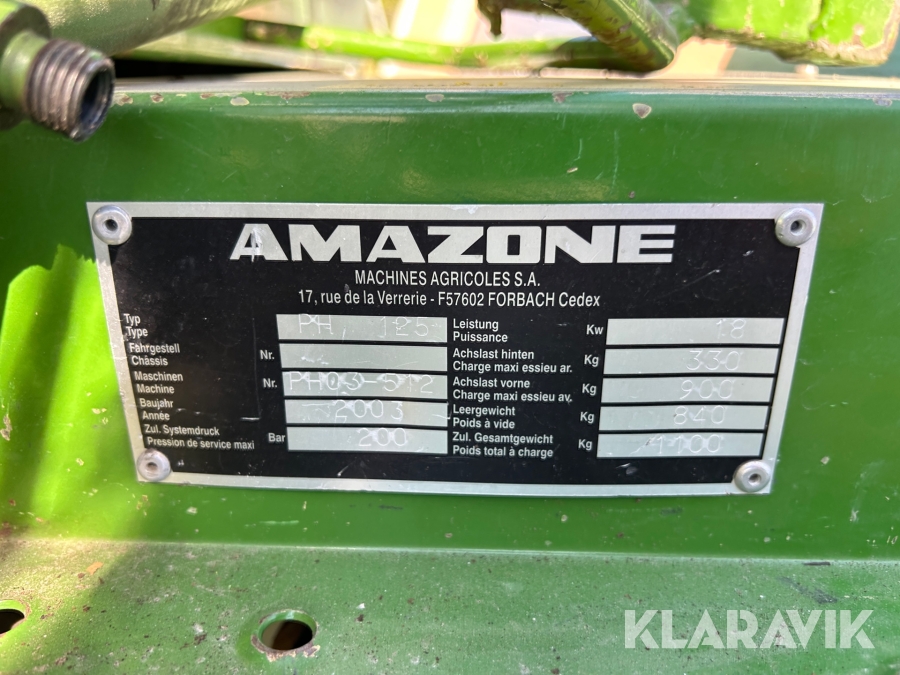 AMAZONE
MACHINES AGRICOLES S.A.
17, rue de la Verrerie - F57602 FORBACH Cedex
Typ
Type PH, 125
Fahrgestell
Châssis Nr.
Maschinen
Machine Nr. PH03-512
Baujahr
Année 2003
Zul. Systemdruck
Pression de service maxi Bar 200
Leistung
Puissance Kw 18
Achslast hinten
Charge maxi essieu ar. Kg 330
Achslast vorne
Charge maxi essieu av. Kg 900
Leergewicht
Poids à vide Kg 840
Zul. Gesamtgewicht
Poids total à charge Kg 1100
KLARAVIK